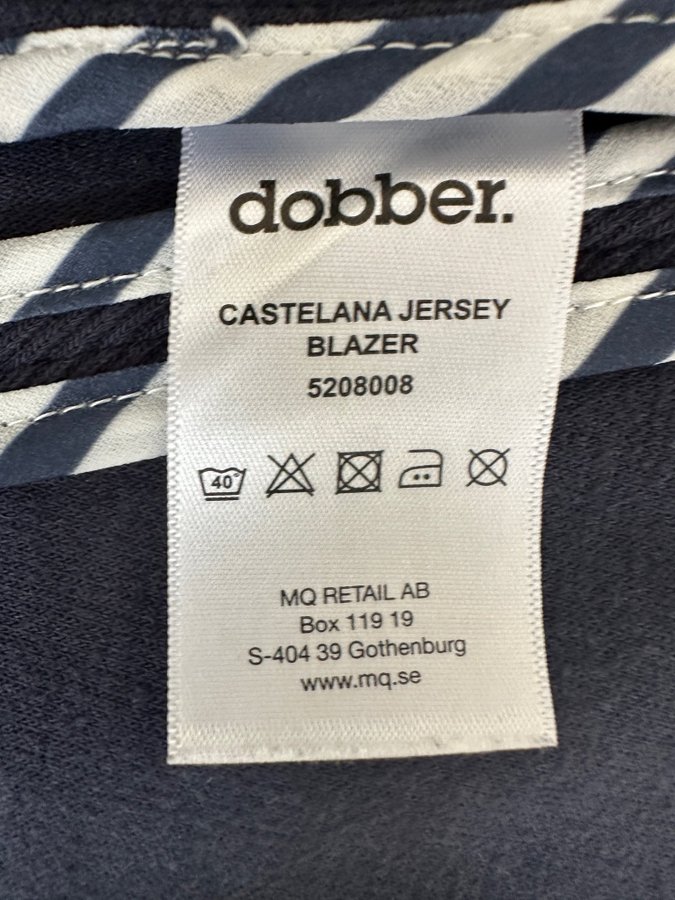 dobber.
CASTELANA JERSEY
BLAZER
5208008
40°
MQ RETAIL AB
Box 119 19
S-404 39 Gothenburg
www.mq.se